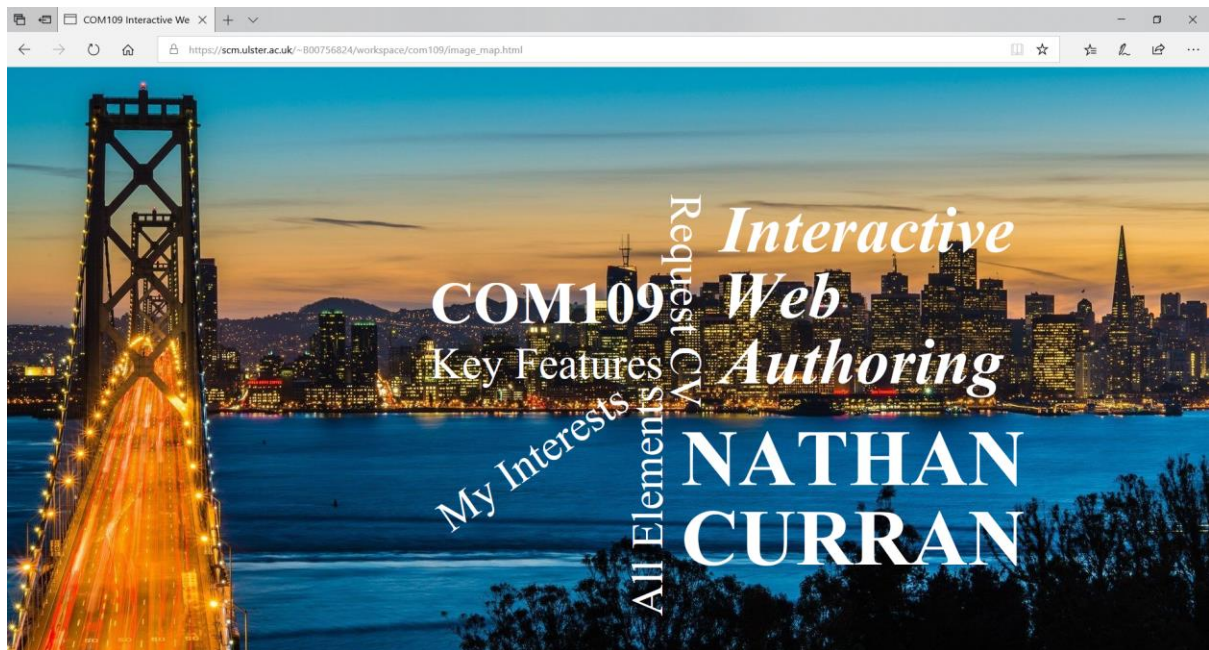 COM109 Interactive We
https://scm.ulster.ac.uk/~B00756824/workspace/com109/image_map.html
Request CV
Interactive
Web
Authoring
COM109
Key Features
My Interests
All Elements
NATHAN
CURRAN